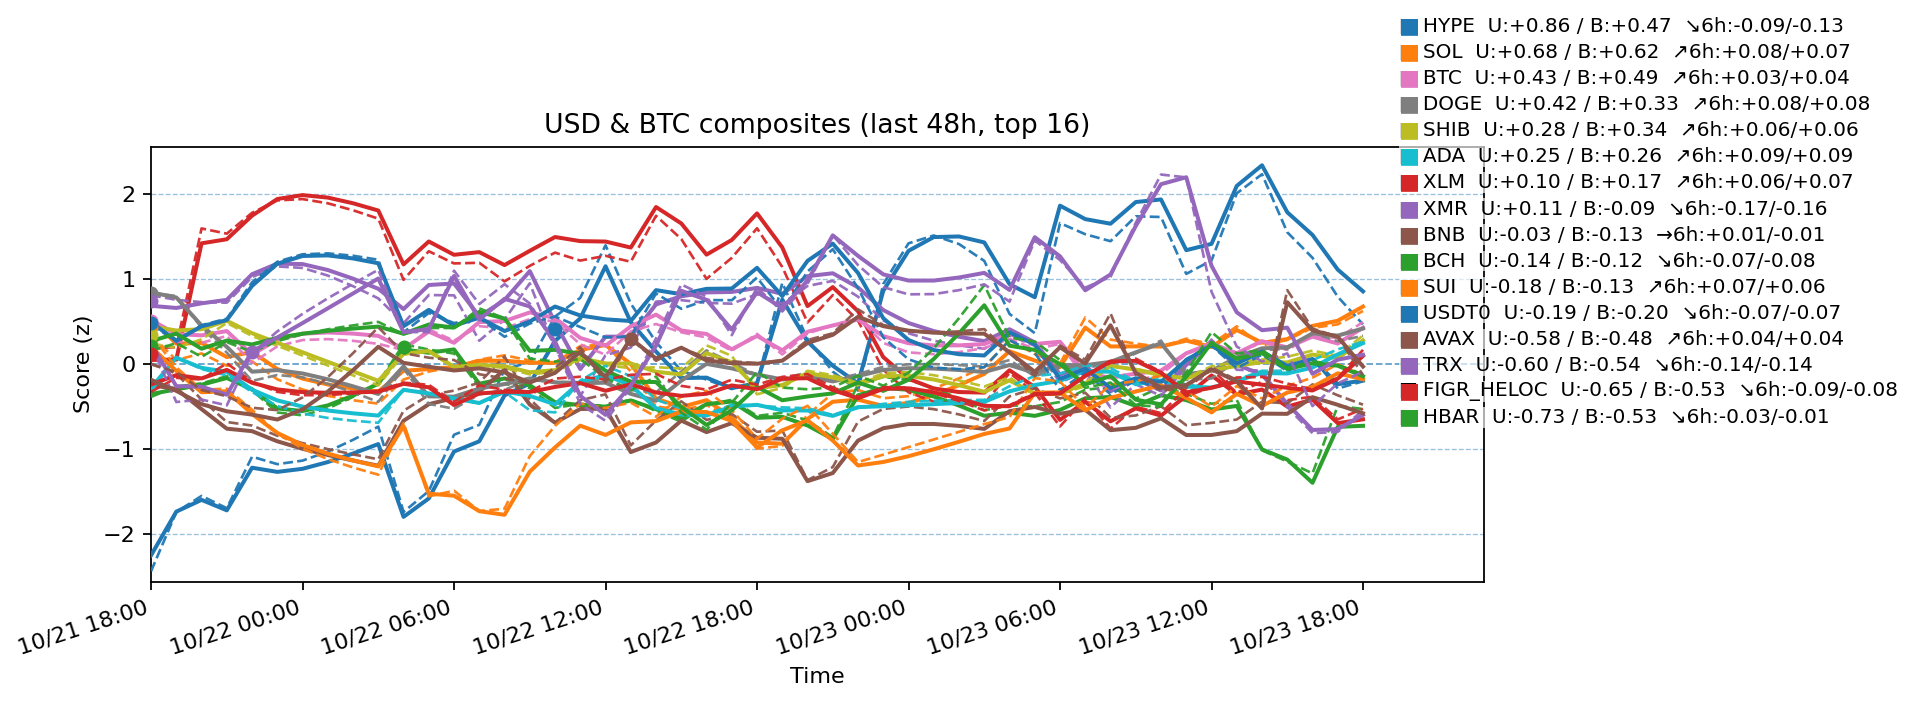 HYPE U:+0.86 / B:+0.47 ↘6h:-0.09/-0.13
SOL U:+0.68 / B:+0.62 ↗6h:+0.08/+0.07
BTC U:+0.43 / B:+0.49 ↗6h:+0.03/+0.04
DOGE U:+0.42 / B:+0.33 ↗6h:+0.08/+0.08
SHIB U:+0.28 / B:+0.34 ↗6h:+0.06/+0.06
ADA U:+0.25 / B:+0.26 ↗6h:+0.09/+0.09
XLM U:+0.10 / B:+0.17 ↗6h:+0.06/+0.07
XMR U:+0.11 / B:-0.09 ↘6h:-0.17/-0.16
BNB U:-0.03 / B:-0.13 →6h:+0.01/-0.01
BCH U:-0.14 / B:-0.12 ↘6h:-0.07/-0.08
SUI U:-0.18 / B:-0.13 ↗6h:+0.07/+0.06
USDT0 U:-0.19 / B:-0.20 ↘6h:-0.07/-0.07
AVAX U:-0.58 / B:-0.48 ↗6h:+0.04/+0.04
TRX U:-0.60 / B:-0.54 ↘6h:-0.14/-0.14
FIGR_HELOC U:-0.65 / B:-0.53 ↘6h:-0.09/-0.08
HBAR U:-0.73 / B:-0.53 ↘6h:-0.03/-0.01
USD & BTC composites (last 48h, top 16)
Score (z)
2
1
0
−1
−2
10/21 18:00
10/22 00:00
10/22 06:00
10/22 12:00
10/22 18:00
10/23 00:00
10/23 06:00
10/23 12:00
10/23 18:00
Time